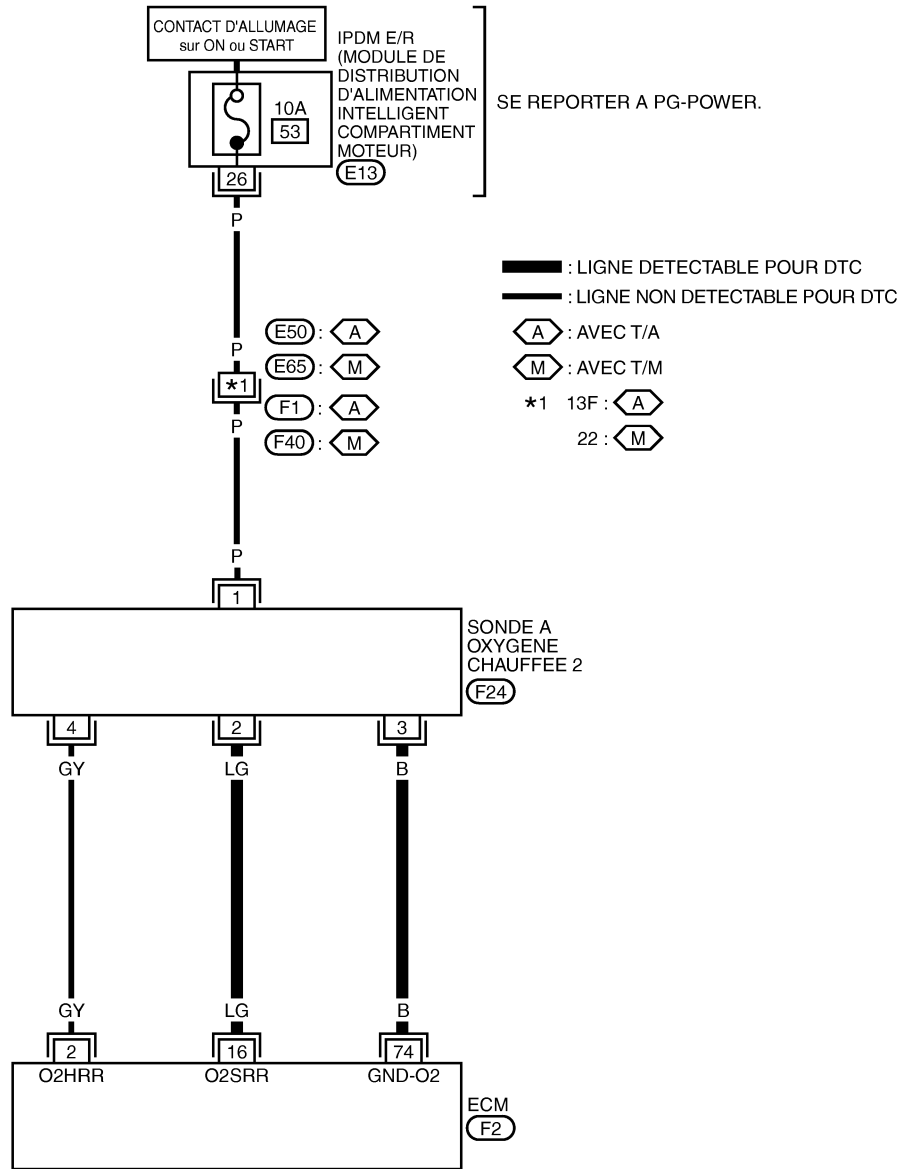 CONTACT D'ALLUMAGE
sur ON ou START
IPDM E/R
(MODULE DE
DISTRIBUTION
D'ALIMENTATION
INTELLIGENT
COMPARTIMENT
MOTEUR)
E13
10A
53
SE REPORTER A PG-POWER.
26
P
LIGNE DETECTABLE POUR DTC
: LIGNE NON DETECTABLE POUR DTC
E50 : A
A : AVEC T/A
P
E65 : M
M : AVEC T/M
*1
F1 : A
*1 13F : A
P
F40 : M
22 : M
P
1
SONDE A
OXYGENE
CHAUFFEE 2
F24
4 2 3
GY LG B
GY LG B
2 16 74
O2HRR O2SRR GND-O2
ECM
F2